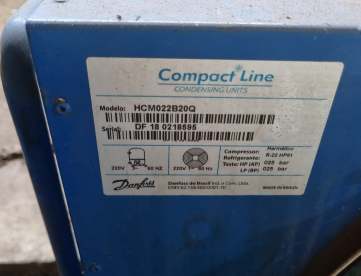 Compact Line
CONDENSING UNITS
Modelo: HCM022B20Q
Serial: DF 18 0218595
Compressor: Hermético
Refrigerante: R-22 HP81
Teste: HP (AP) 025 bar
LP (BP) 025 bar
220V 60 HZ
220V 1~ 60 Hz
Danfoss
Danfoss do Brasil Ind. e Com. Ltda.
MADE IN BRAZIL